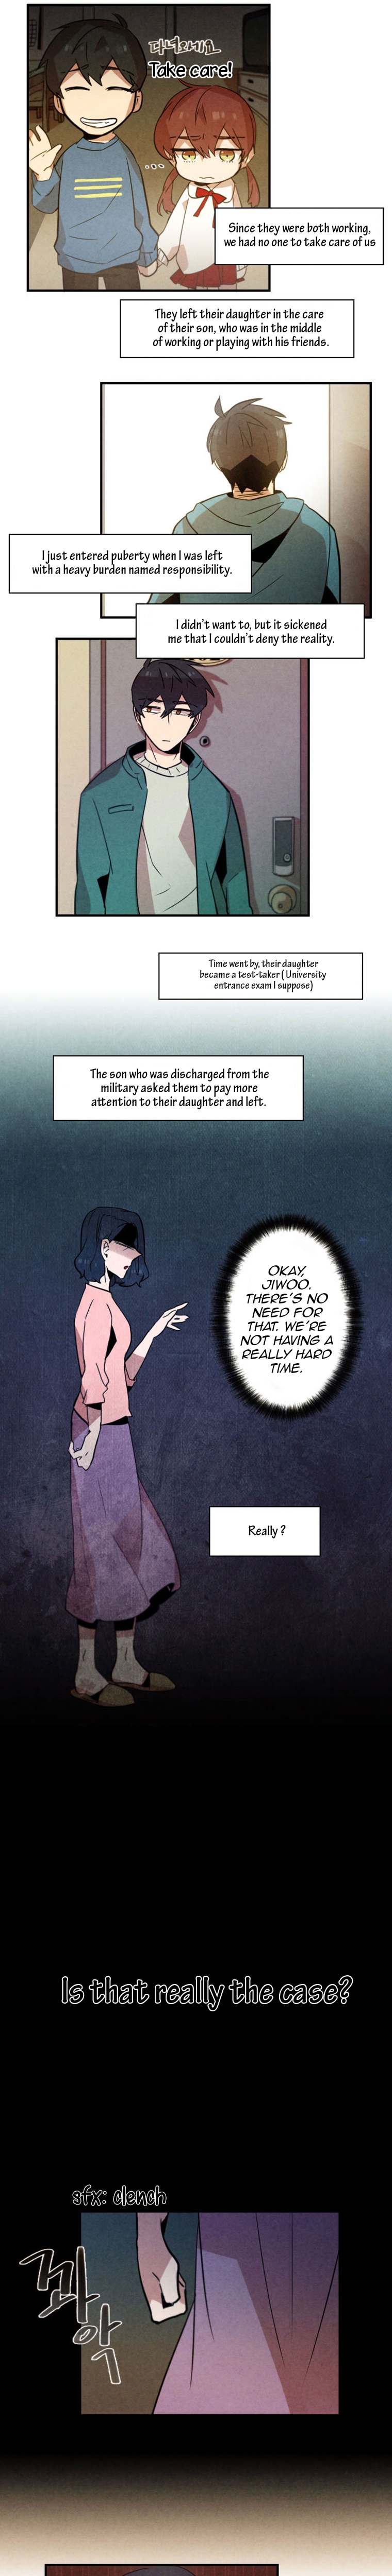 다녀오세요
Take care!
...
Since they were both working,
we had no one to take care of us
They left their daughter in the care
of their son, who was in the middle
of working or playing with his friends.
I just entered puberty when I was left
with a heavy burden named responsibility.
I didn't want to, but it sickened
me that I couldn't deny the reality.
Time went by, their daughter
became a test-taker ( University
entrance exam I suppose)
The son who was discharged from the
military asked them to pay more
attention to their daughter and left.
OKAY,
JIWOO.
THERE'S NO
NEED FOR
THAT. WE'RE
NOT HAVING A
REALLY HARD
TIME.
Really ?
Is that really the case?
sfx: clench
꽈
악